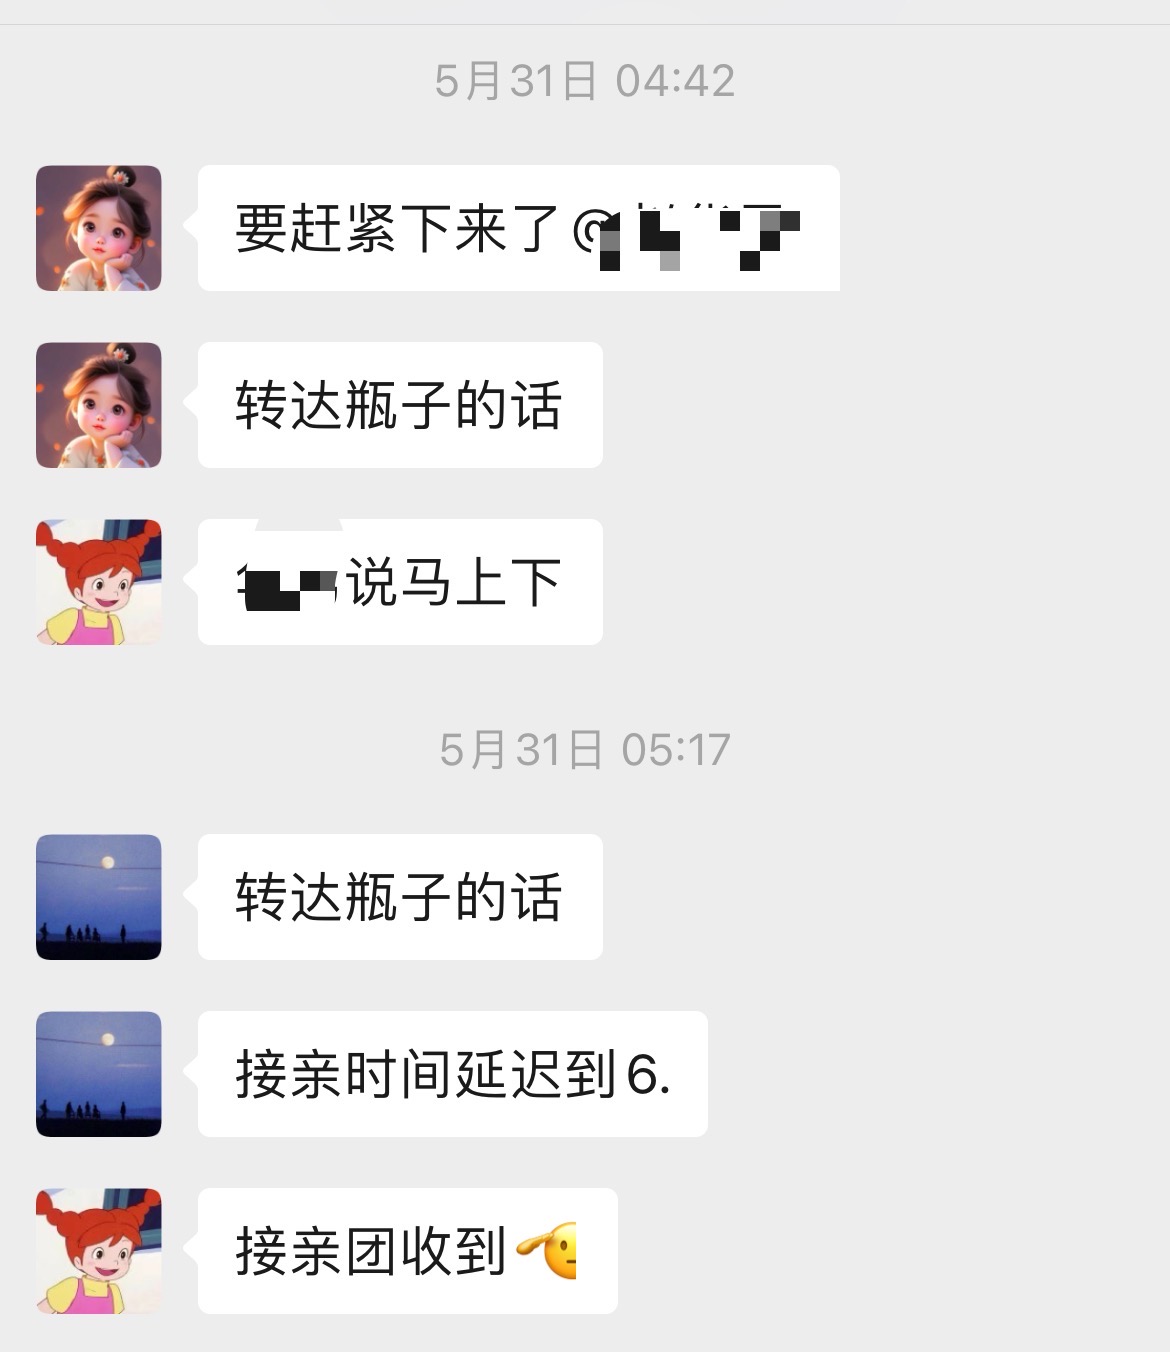 5月31日 04:42
要赶紧下来了@
转达瓶子的话
说马上下
5月31日 05:17
转达瓶子的话
接亲时间延迟到6.
接亲团收到